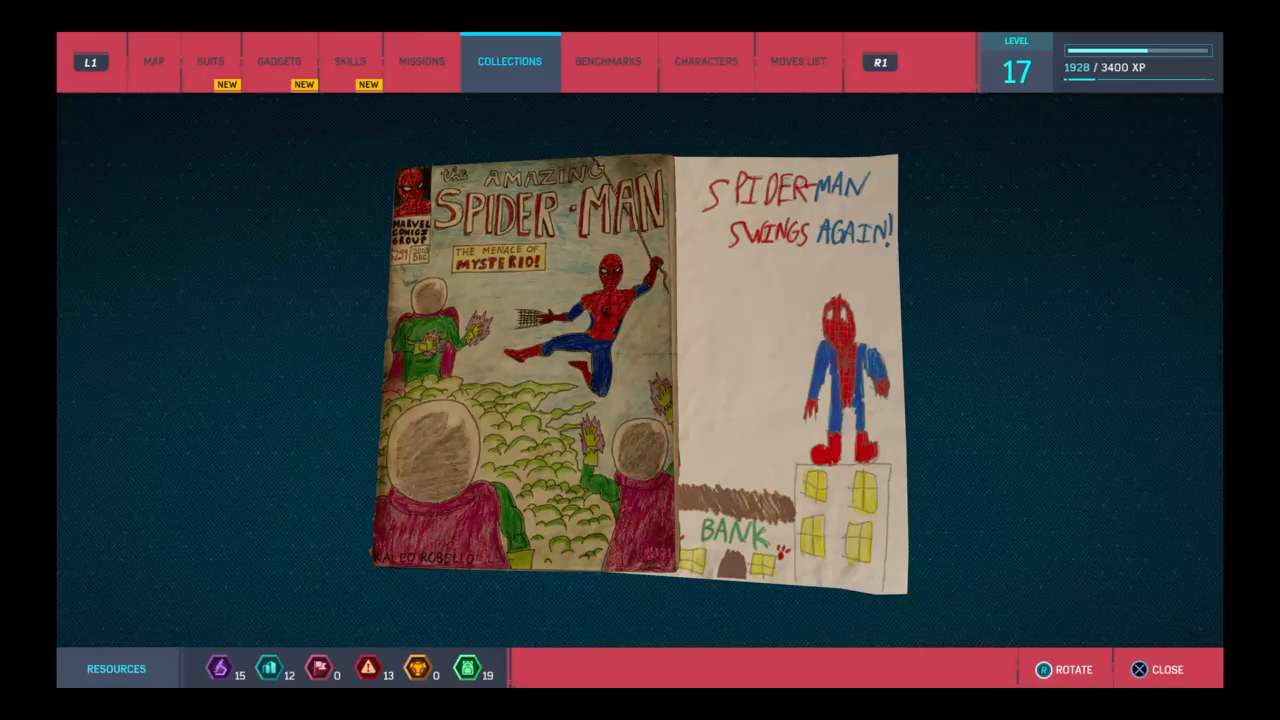 L1
MAP
SUITS
GADGETS
SKILLS
MISSIONS
COLLECTIONS
BENCHMARKS
CHARACTERS
MOVES LIST
R1
NEW
NEW
NEW
LEVEL
17
1928 / 3400 XP
the AMAZING
SPIDER-MAN
MARVEL
COMICS
GROUP
THE MENACE OF
MYSTERIO!
KALEO ROBELLO
SPIDER-MAN
SWINGS AGAIN!
BANK
RESOURCES
15
12
0
13
0
19
R ROTATE
CLOSE